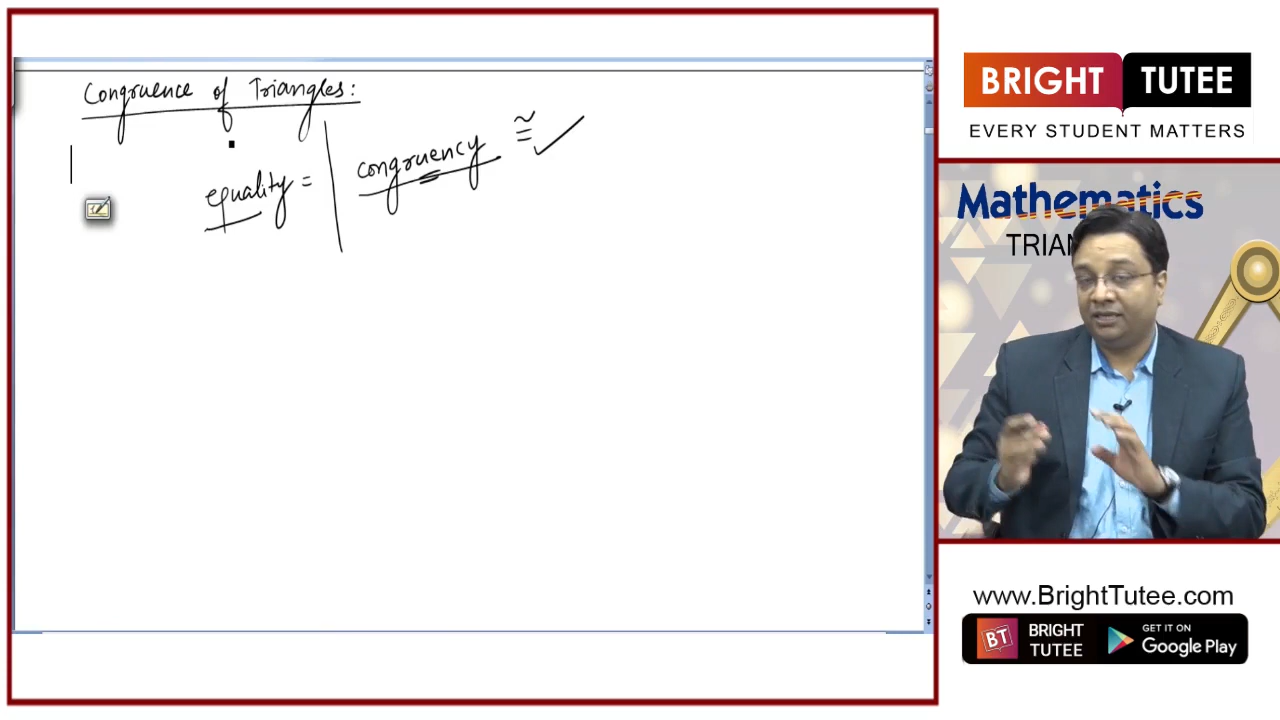 Congruence of Triangles:
equality = congruency ≅
BRIGHT TUTEE
EVERY STUDENT MATTERS
Mathematics
TRIAN
www.BrightTutee.com
BT BRIGHT TUTEE
GET IT ON
Google Play